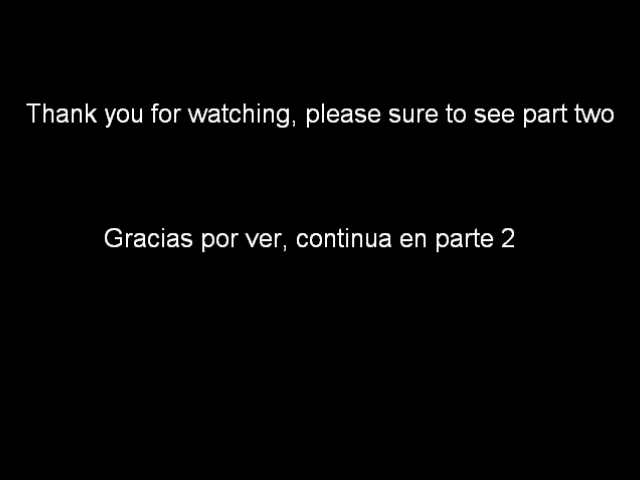 Thank you for watching, please sure to see part two
Gracias por ver, continua en parte 2